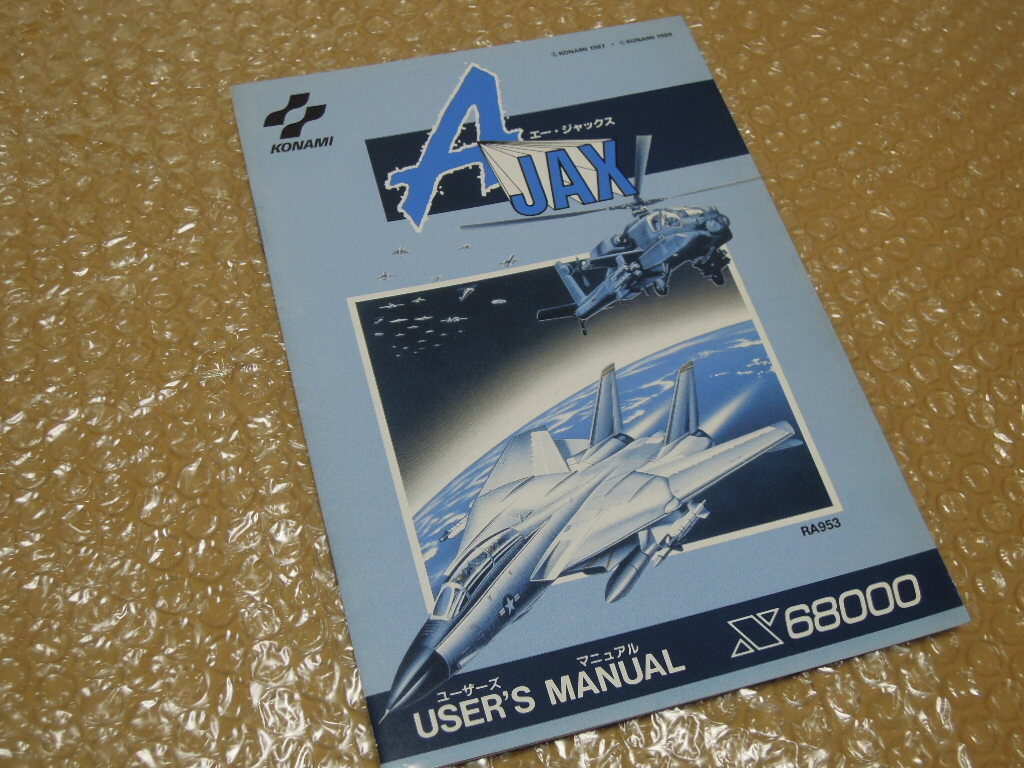 © KONAMI 1987 · © KONAMI 1988
KONAMI
A
エー・ジャックス
JAX
RA953
ユーザーズ マニュアル
USER'S MANUAL
X68000